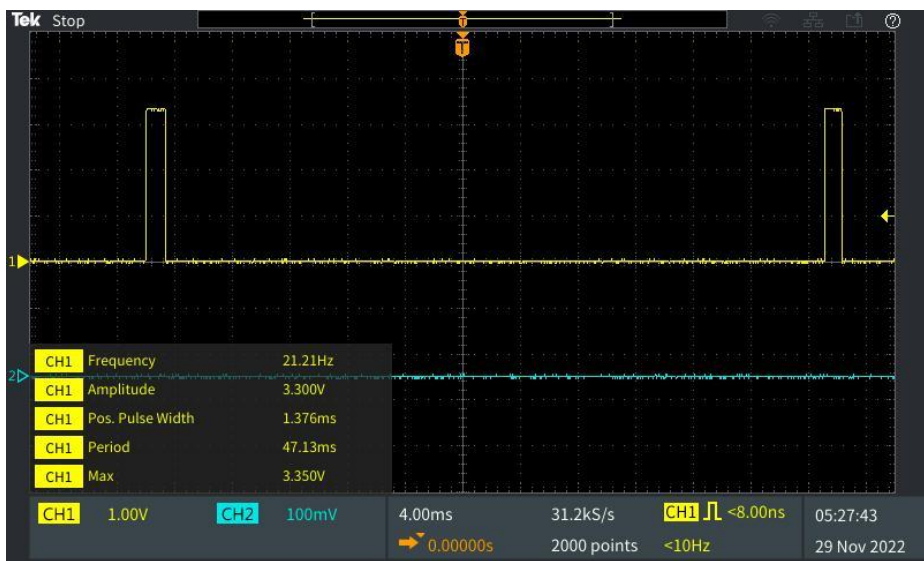 Tek Stop
T
T
1
2
CH1 Frequency 21.21Hz
CH1 Amplitude 3.300V
CH1 Pos. Pulse Width 1.376ms
CH1 Period 47.13ms
CH1 Max 3.350V
CH1 1.00V CH2 100mV 4.00ms 31.2kS/s CH1 <8.00ns 05:27:43
0.00000s 2000 points <10Hz 29 Nov 2022